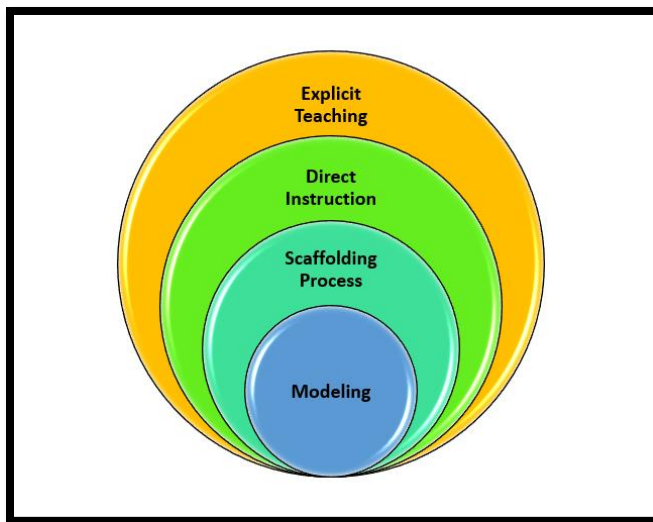 Explicit
Teaching
Direct
Instruction
Scaffolding
Process
Modeling